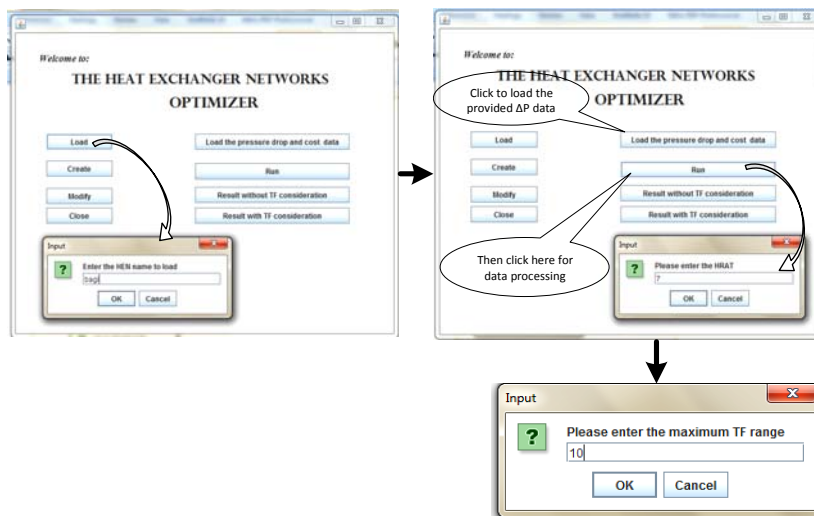 Welcome to:
THE HEAT EXCHANGER NETWORKS
OPTIMIZER
Load
Load the pressure drop and cost data
Create
Run
Modify
Result without TF consideration
Close
Result with TF consideration
Input
Enter the HEN name to load
bagi
OK Cancel
Welcome to:
THE HEAT EXCHANGER NETWORKS
OPTIMIZER
Click to load the
provided ΔP data
Load
Load the pressure drop and cost data
Create
Run
Modify
Result without TF consideration
Close
Result with TF consideration
Then click here for
data processing
Input
Please enter the HRAT
7
OK Cancel
Input
Please enter the maximum TF range
10
OK Cancel